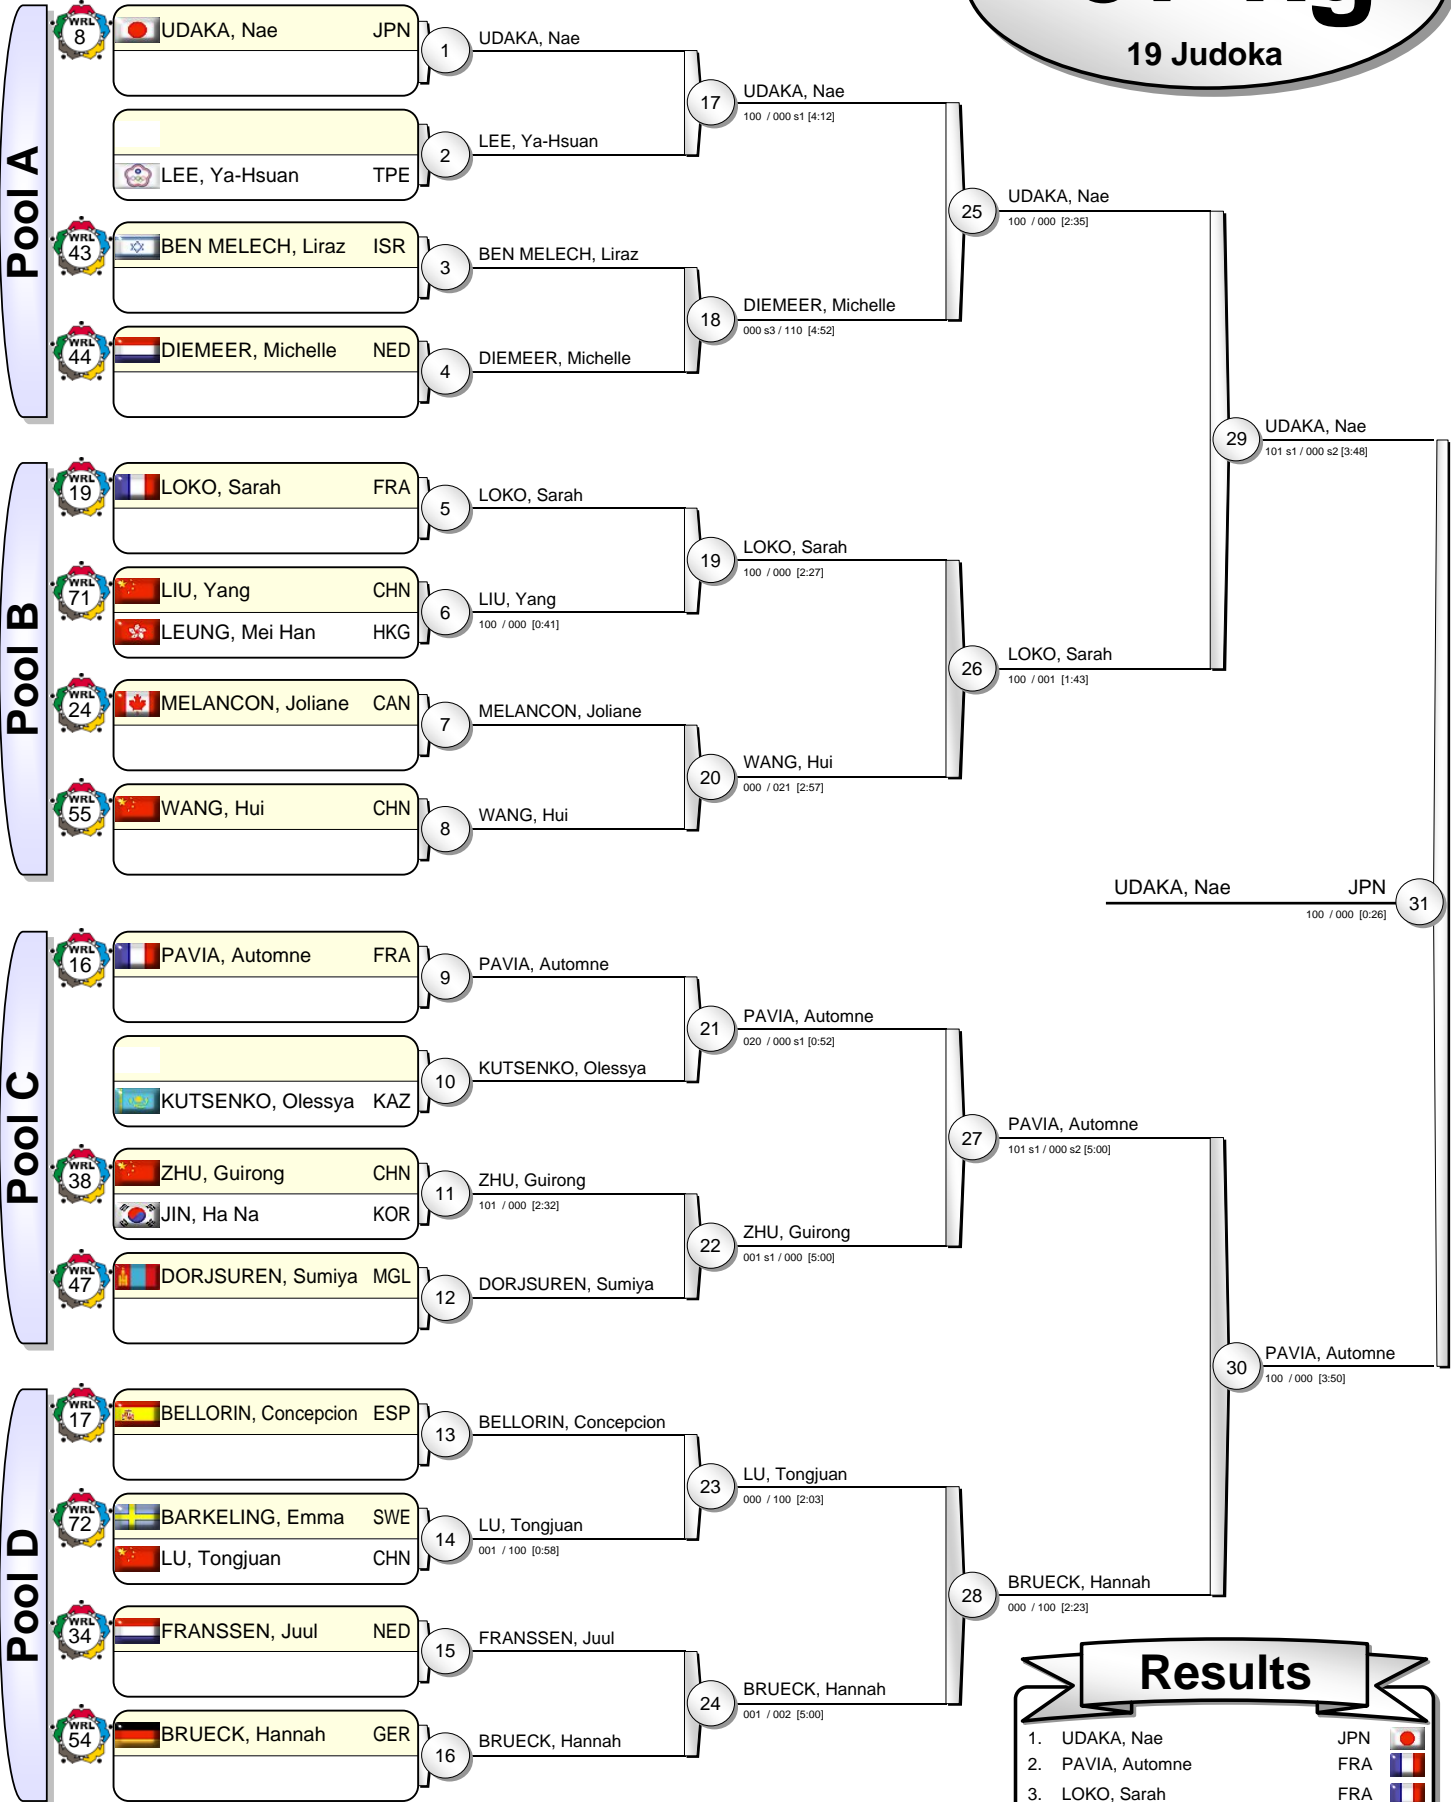 19 Judoka
Pool A
WRL 8 UDAKA, Nae JPN
LEE, Ya-Hsuan TPE
WRL 43 BEN MELECH, Liraz ISR
WRL 44 DIEMEER, Michelle NED
1 UDAKA, Nae
2 LEE, Ya-Hsuan
3 BEN MELECH, Liraz
4 DIEMEER, Michelle
17 UDAKA, Nae
100 / 000 s1 [4:12]
18 DIEMEER, Michelle
000 s3 / 110 [4:52]
25 UDAKA, Nae
100 / 000 [2:35]
Pool B
WRL 19 LOKO, Sarah FRA
WRL 71 LIU, Yang CHN
LEUNG, Mei Han HKG
WRL 24 MELANCON, Joliane CAN
WRL 55 WANG, Hui CHN
5 LOKO, Sarah
6 LIU, Yang
100 / 000 [0:41]
7 MELANCON, Joliane
8 WANG, Hui
19 LOKO, Sarah
100 / 000 [2:27]
20 WANG, Hui
000 / 021 [2:57]
26 LOKO, Sarah
100 / 001 [1:43]
29 UDAKA, Nae
101 s1 / 000 s2 [3:48]
UDAKA, Nae JPN 31
100 / 000 [0:26]
Pool C
WRL 16 PAVIA, Automne FRA
KUTSENKO, Olessya KAZ
WRL 38 ZHU, Guirong CHN
JIN, Ha Na KOR
WRL 47 DORJSUREN, Sumiya MGL
9 PAVIA, Automne
10 KUTSENKO, Olessya
11 ZHU, Guirong
101 / 000 [2:32]
12 DORJSUREN, Sumiya
21 PAVIA, Automne
020 / 000 s1 [0:52]
22 ZHU, Guirong
001 s1 / 000 [5:00]
27 PAVIA, Automne
101 s1 / 000 s2 [5:00]
Pool D
WRL 17 BELLORIN, Concepcion ESP
WRL 72 BARKELING, Emma SWE
LU, Tongjuan CHN
WRL 34 FRANSSEN, Juul NED
WRL 54 BRUECK, Hannah GER
13 BELLORIN, Concepcion
14 LU, Tongjuan
001 / 100 [0:58]
15 FRANSSEN, Juul
16 BRUECK, Hannah
23 LU, Tongjuan
000 / 100 [2:03]
24 BRUECK, Hannah
001 / 002 [5:00]
28 BRUECK, Hannah
000 / 100 [2:23]
30 PAVIA, Automne
100 / 000 [3:50]
Results
1. UDAKA, Nae JPN
2. PAVIA, Automne FRA
3. LOKO, Sarah FRA